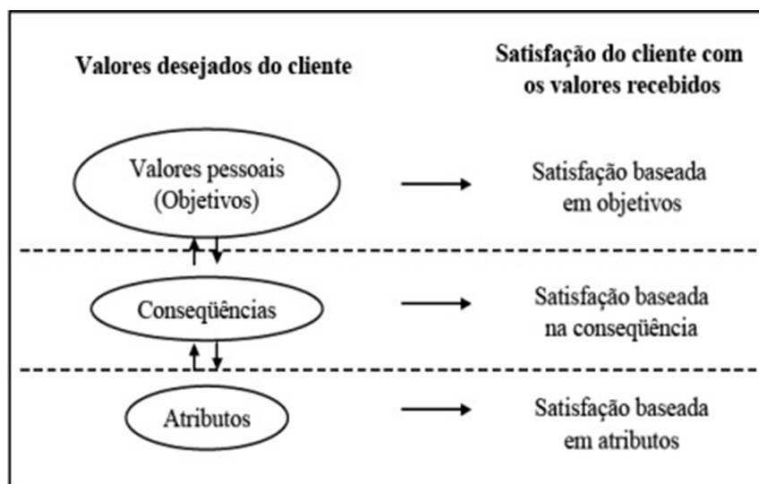 Valores desejados do cliente
Satisfação do cliente com
os valores recebidos
Valores pessoais
(Objetivos)
Satisfação baseada
em objetivos
Conseqüências
Satisfação baseada
na conseqüência
Atributos
Satisfação baseada
em atributos